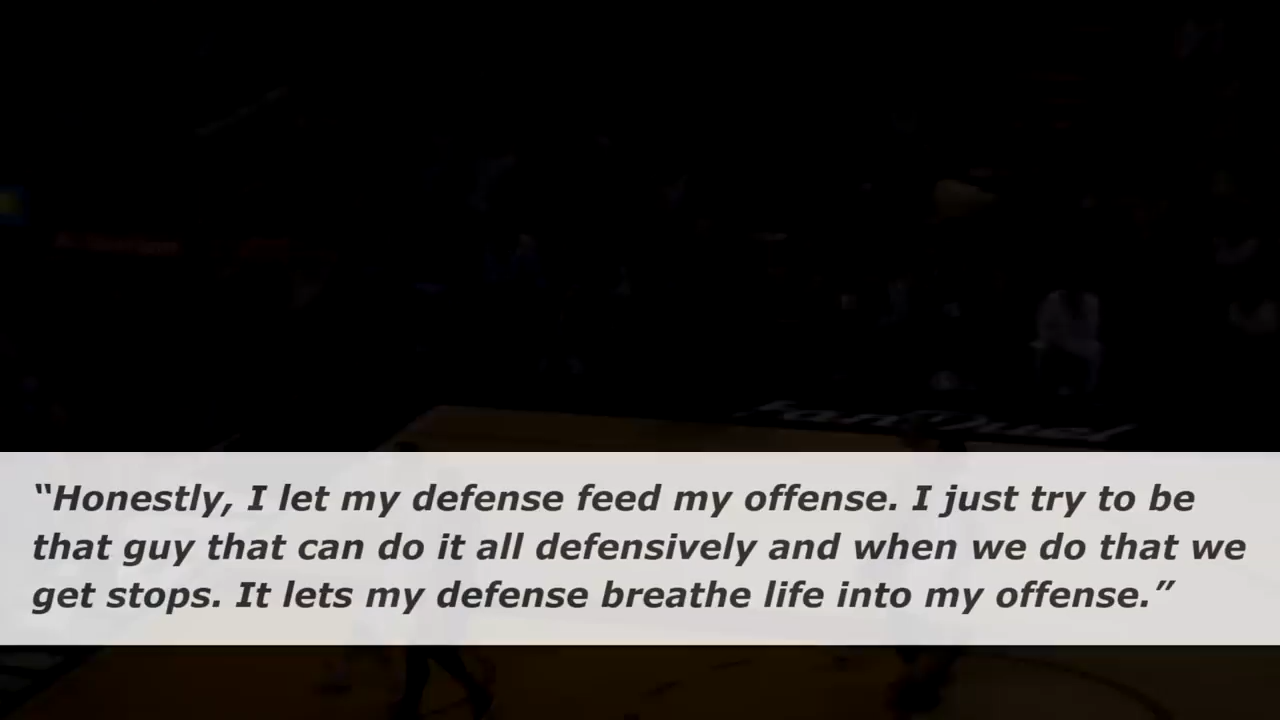 FanDuel
“Honestly, I let my defense feed my offense. I just try to be
that guy that can do it all defensively and when we do that we
get stops. It lets my defense breathe life into my offense.”